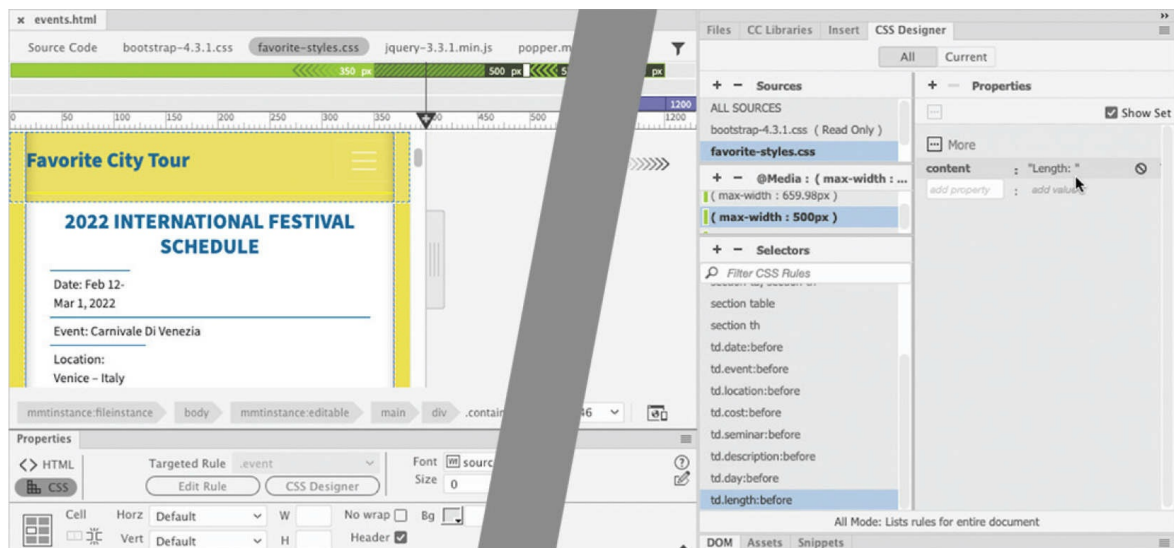 × events.html
Source Code bootstrap-4.3.1.css favorite-styles.css jquery-3.3.1.min.js popper.m
350 px 500 px 5 px
1200
0 50 100 150 200 250 300 350 400 450 500 1200
Favorite City Tour
2022 INTERNATIONAL FESTIVAL
SCHEDULE
Date: Feb 12-
Mar 1, 2022
Event: Carnivale Di Venezia
Location:
Venice – Italy
mmtinstance:fileinstance body mmtinstance:editable main div .contain 46
Properties
<> HTML Targeted Rule .event Font sourc
CSS Edit Rule CSS Designer Size 0
Cell Horz Default W No wrap Bg
Vert Default H Header
Files CC Libraries Insert CSS Designer
All Current
+ − Sources
ALL SOURCES
bootstrap-4.3.1.css ( Read Only )
favorite-styles.css
+ − @Media : ( max-width : ...
( max-width : 659.98px )
( max-width : 500px )
+ − Selectors
Filter CSS Rules
section table
section th
td.date:before
td.event:before
td.location:before
td.cost:before
td.seminar:before
td.description:before
td.day:before
td.length:before
+ − Properties
Show Set
More
content : "Length: "
add property : add value
All Mode: Lists rules for entire document
DOM Assets Snippets